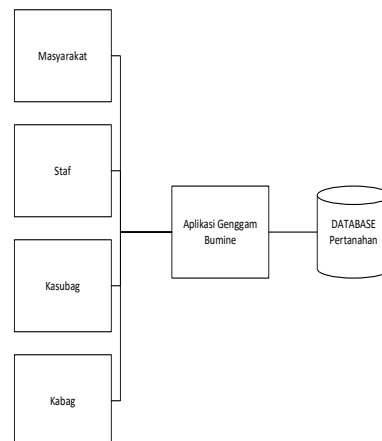 Masyarakat
Staf
Kasubag
Kabag
Aplikasi Genggam
Bumine
DATABASE
Pertanahan